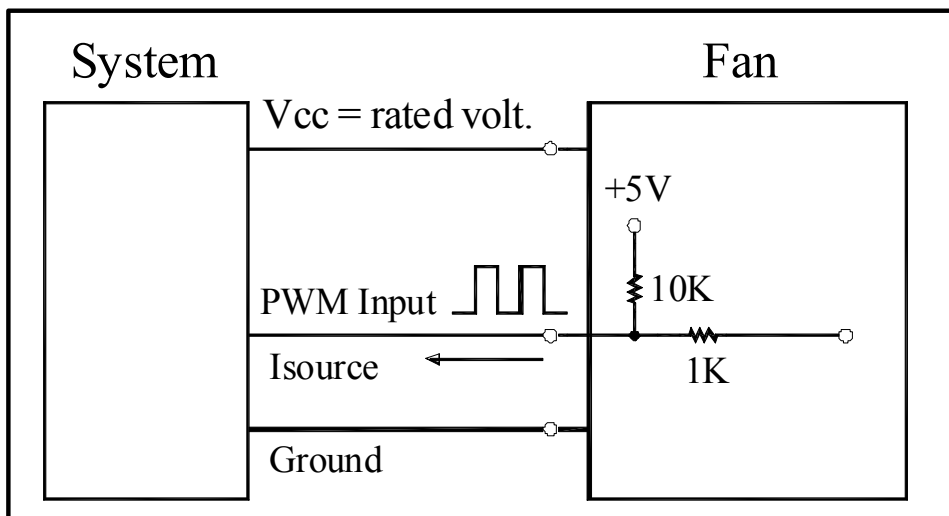 System
Fan
Vcc = rated volt.
+5V
10K
PWM Input
1K
Isource
Ground